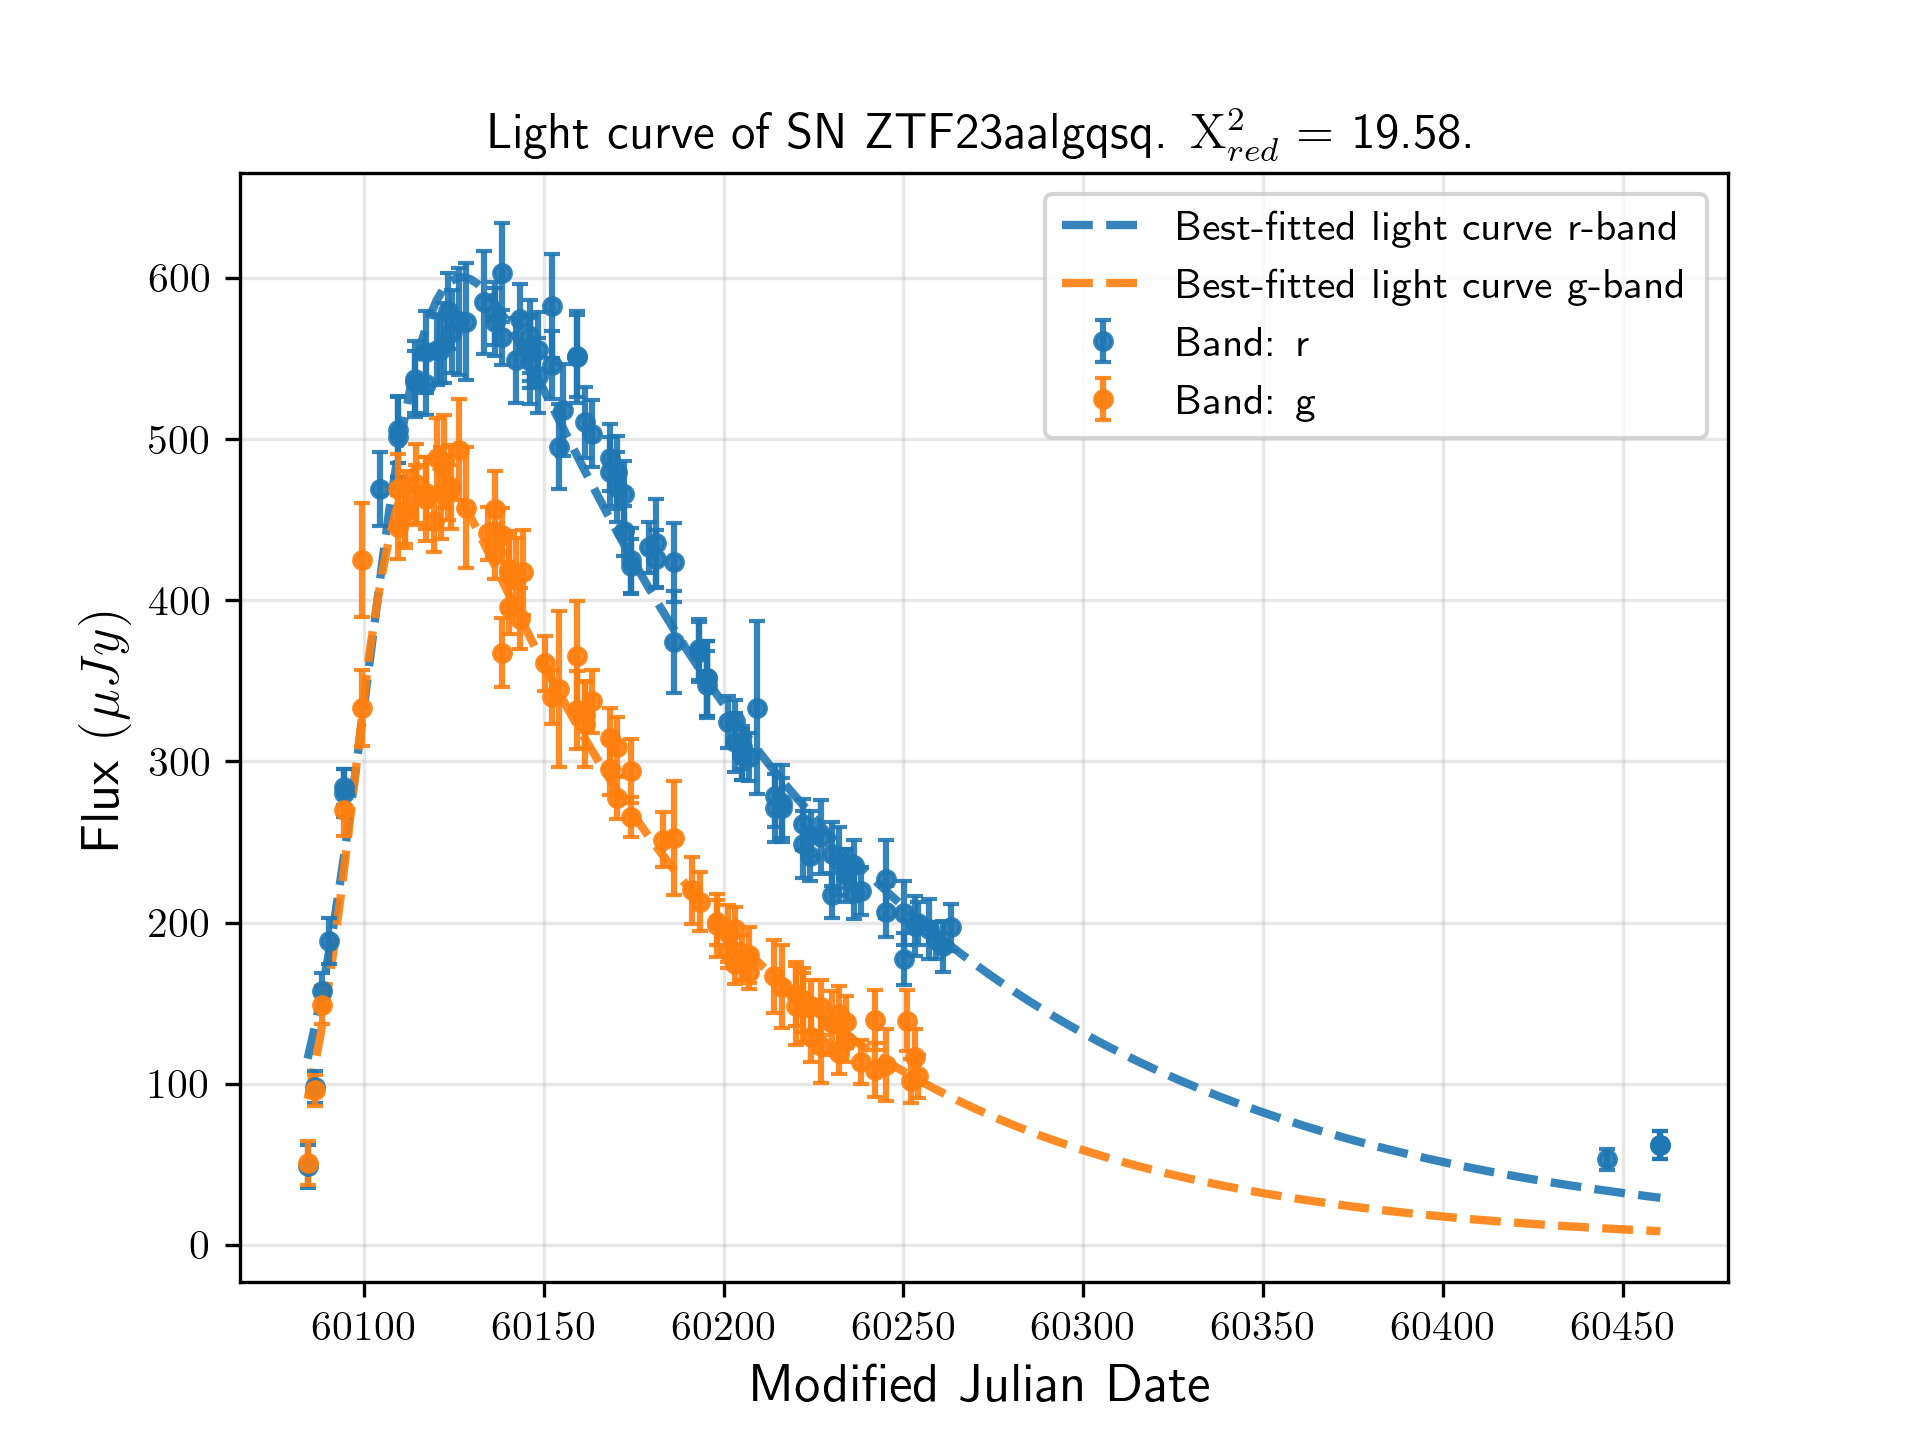 Light curve of SN ZTF23aalgqsq. X²red = 19.58.
Best-fitted light curve r-band
Best-fitted light curve g-band
Band: r
Band: g
600
500
400
300
200
100
0
Flux (μJy)
60100 60150 60200 60250 60300 60350 60400 60450
Modified Julian Date